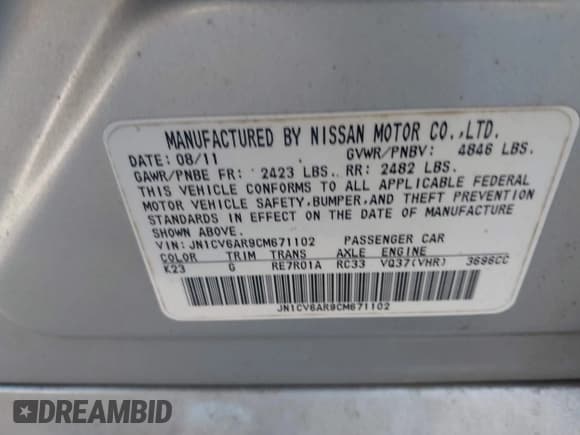 MANUFACTURED BY NISSAN MOTOR CO.,LTD.
DATE: 08/11 GVWR/PNBV: 4846 LBS.
GAWR/PNBE FR: 2423 LBS. RR: 2482 LBS.
THIS VEHICLE CONFORMS TO ALL APPLICABLE FEDERAL
MOTOR VEHICLE SAFETY,BUMPER,AND THEFT PREVENTION
STANDARDS IN EFFECT ON THE DATE OF MANUFACTURE
SHOWN ABOVE.
VIN: JN1CV6AR9CM671102 PASSENGER CAR
COLOR TRIM TRANS AXLE ENGINE
K23 G RE7R01A RC33 VQ37(VHR) 3696CC
JN1CV6AR9CM671102
DREAMBID